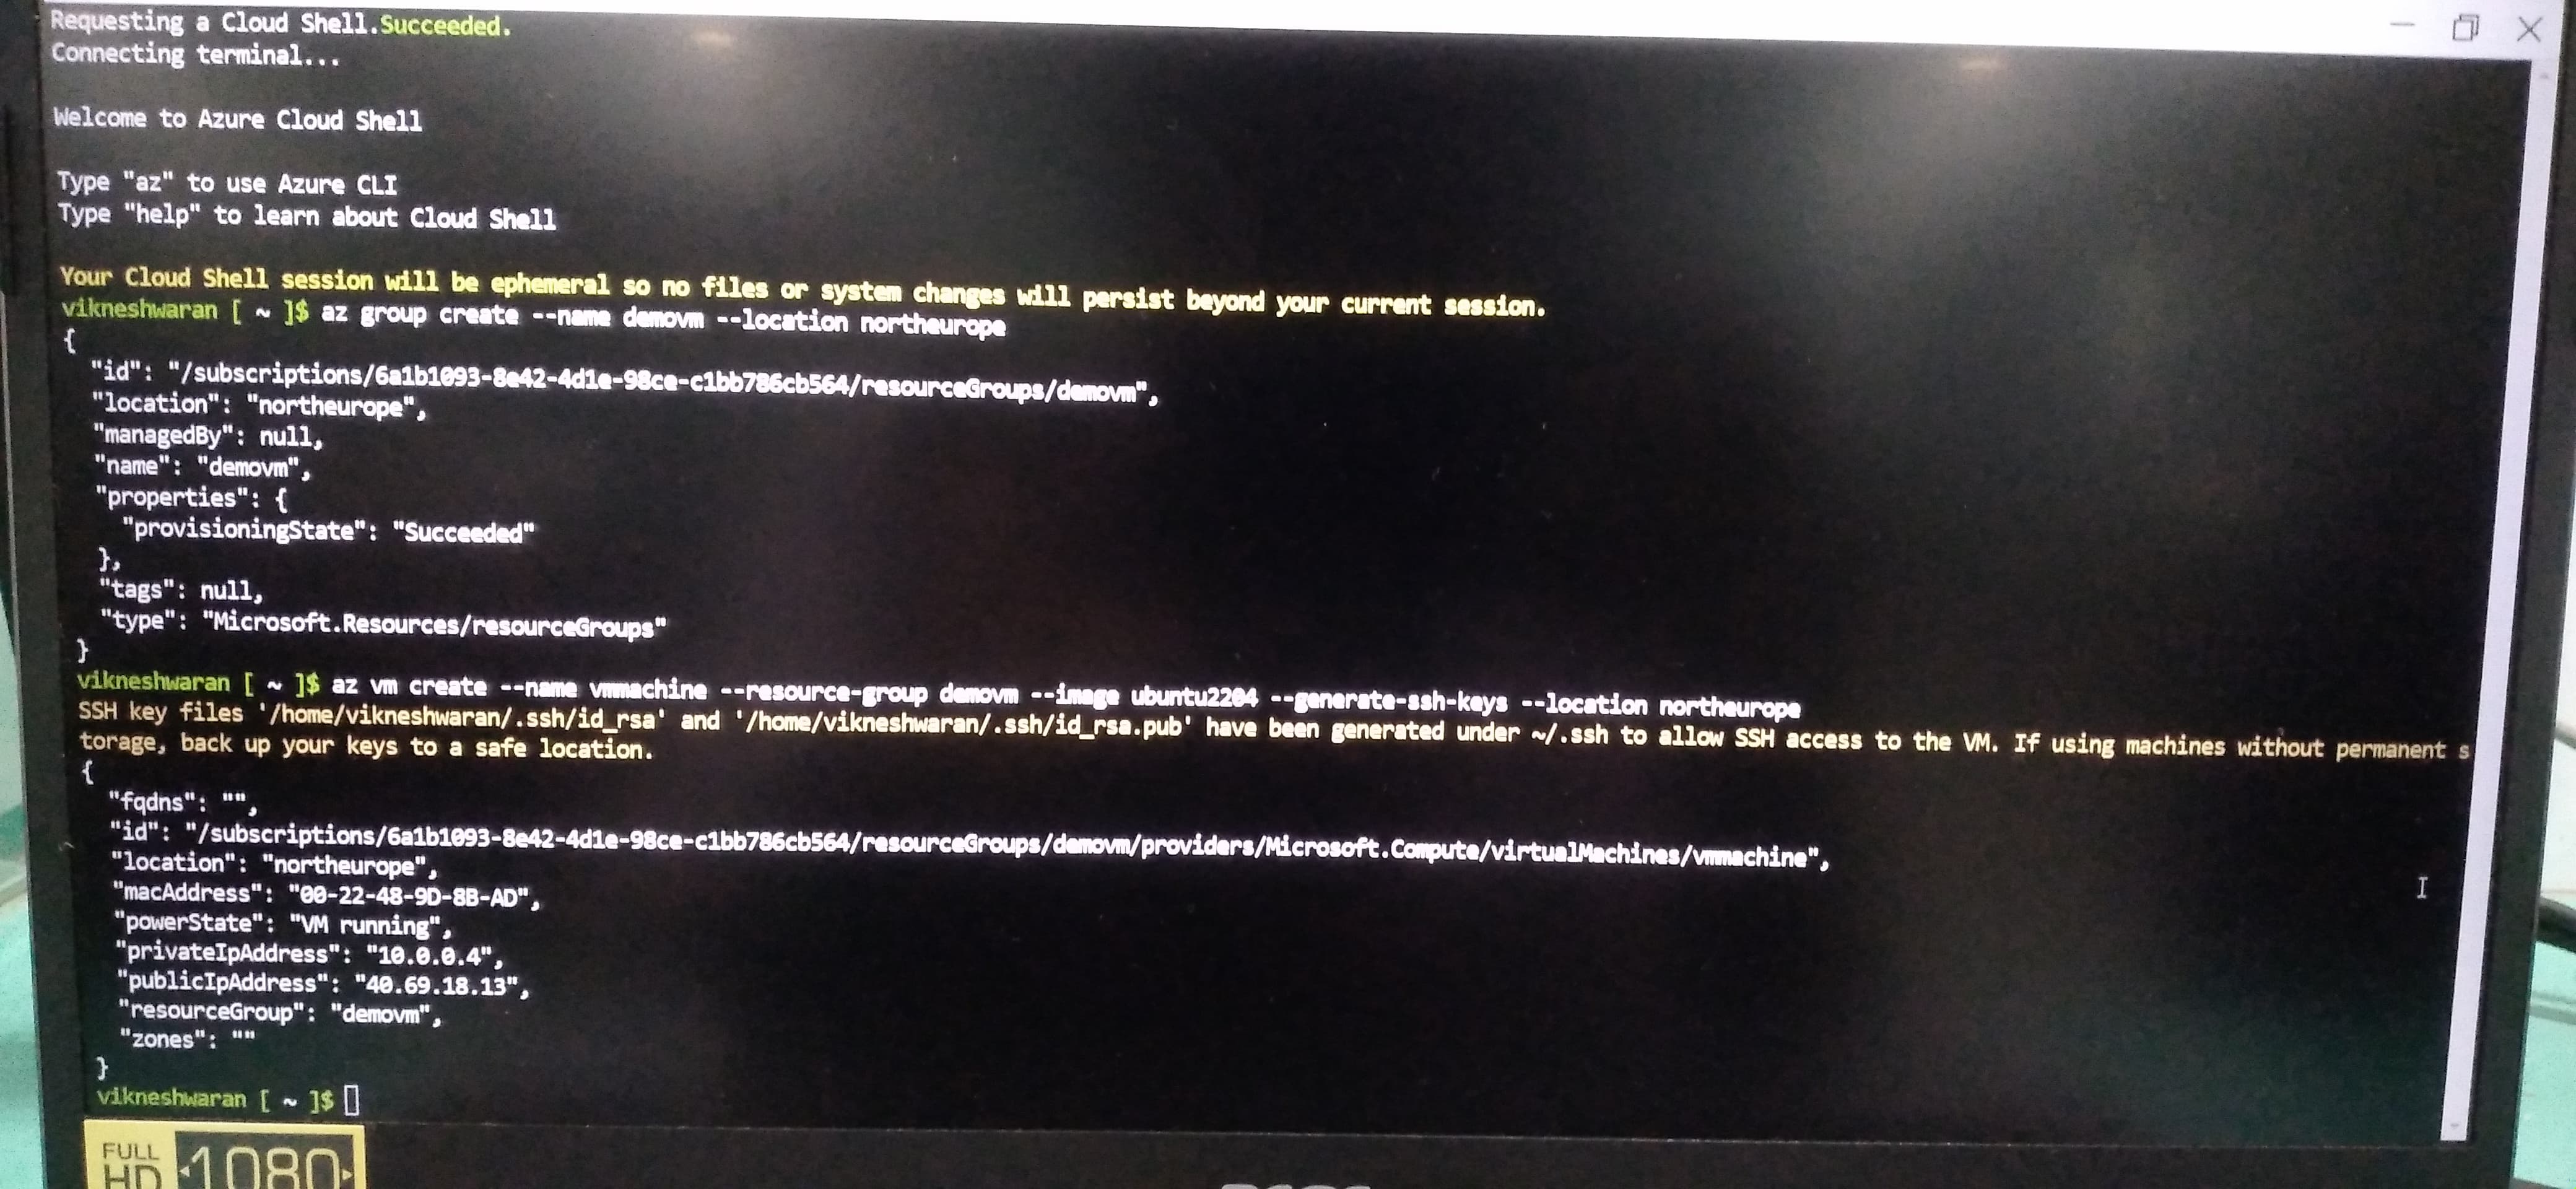 Requesting a Cloud Shell.Succeeded.
Connecting terminal...
Welcome to Azure Cloud Shell
Type "az" to use Azure CLI
Type "help" to learn about Cloud Shell
Your Cloud Shell session will be ephemeral so no files or system changes will persist beyond your current session.
vikneshwaran [ ~ ]$ az group create --name demovm --location northeurope
{
  "id": "/subscriptions/6a1b1093-8e42-4d1e-98ce-c1bb786cb564/resourceGroups/demovm",
  "location": "northeurope",
  "managedBy": null,
  "name": "demovm",
  "properties": {
    "provisioningState": "Succeeded"
  },
  "tags": null,
  "type": "Microsoft.Resources/resourceGroups"
}
vikneshwaran [ ~ ]$ az vm create --name vmmachine --resource-group demovm --image ubuntu2204 --generate-ssh-keys --location northeurope
SSH key files '/home/vikneshwaran/.ssh/id_rsa' and '/home/vikneshwaran/.ssh/id_rsa.pub' have been generated under ~/.ssh to allow SSH access to the VM. If using machines without permanent s
torage, back up your keys to a safe location.
{
  "fqdns": "",
  "id": "/subscriptions/6a1b1093-8e42-4d1e-98ce-c1bb786cb564/resourceGroups/demovm/providers/Microsoft.Compute/virtualMachines/vmmachine",
  "location": "northeurope",
  "macAddress": "00-22-48-9D-8B-AD",
  "powerState": "VM running",
  "privateIpAddress": "10.0.0.4",
  "publicIpAddress": "40.69.18.13",
  "resourceGroup": "demovm",
  "zones": ""
}
vikneshwaran [ ~ ]$
FULL
HD 1080